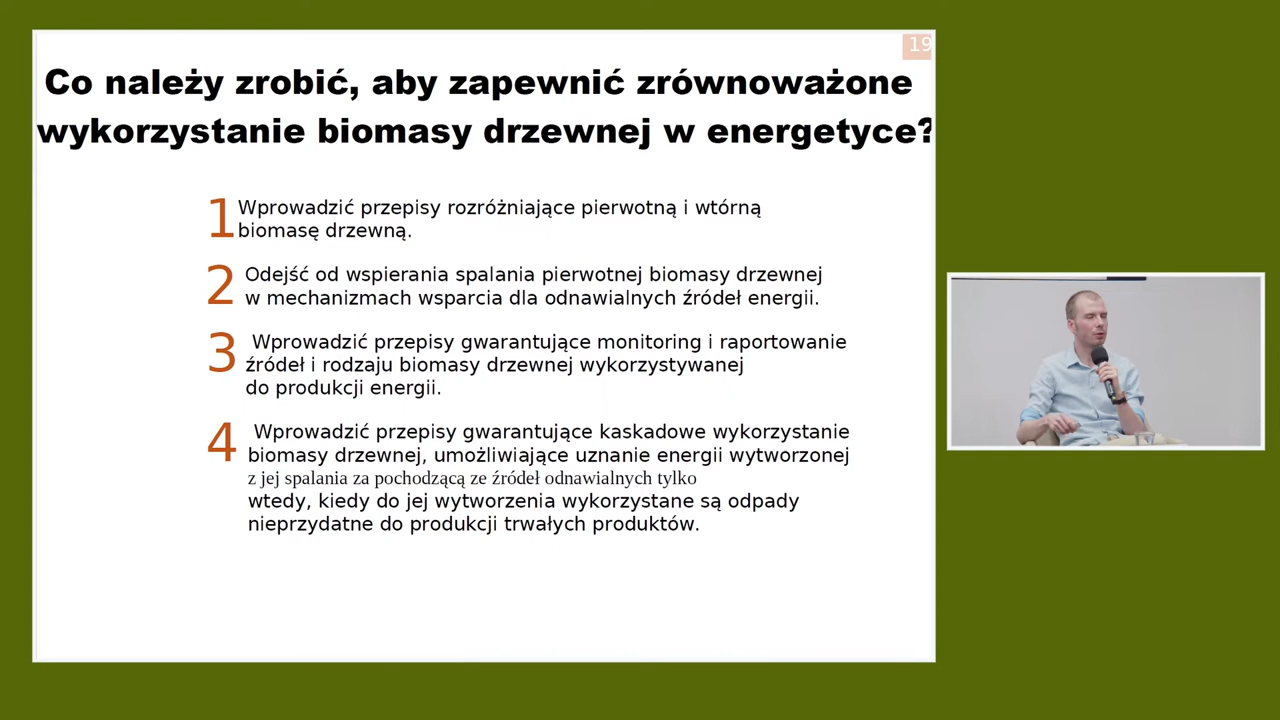 19
Co należy zrobić, aby zapewnić zrównoważone
wykorzystanie biomasy drzewnej w energetyce?
1 Wprowadzić przepisy rozróżniające pierwotną i wtórną
biomasę drzewną.
2 Odejść od wspierania spalania pierwotnej biomasy drzewnej
w mechanizmach wsparcia dla odnawialnych źródeł energii.
3 Wprowadzić przepisy gwarantujące monitoring i raportowanie
źródeł i rodzaju biomasy drzewnej wykorzystywanej
do produkcji energii.
4 Wprowadzić przepisy gwarantujące kaskadowe wykorzystanie
biomasy drzewnej, umożliwiające uznanie energii wytworzonej
z jej spalania za pochodzącą ze źródeł odnawialnych tylko
wtedy, kiedy do jej wytworzenia wykorzystane są odpady
nieprzydatne do produkcji trwałych produktów.